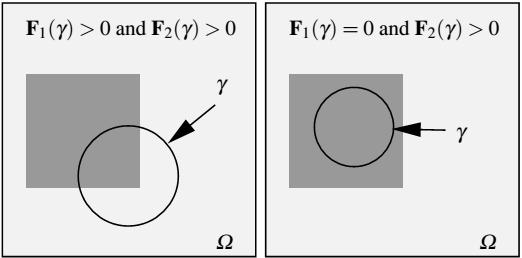 𝐅₁(γ) > 0 and 𝐅₂(γ) > 0
γ
Ω
𝐅₁(γ) = 0 and 𝐅₂(γ) > 0
γ
Ω